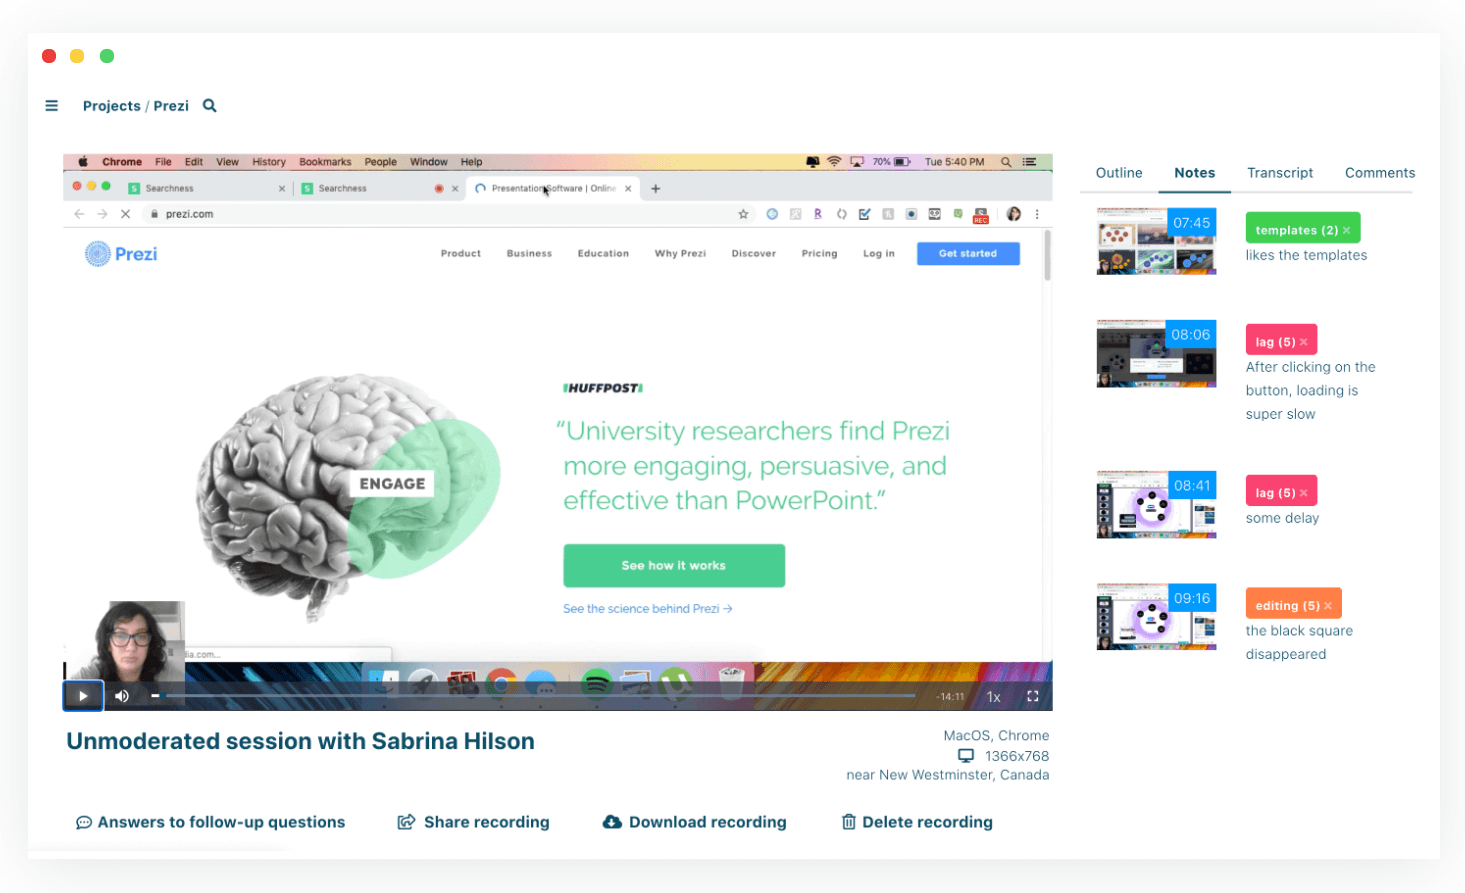 Projects / Prezi
Chrome File Edit View History Bookmarks People Window Help 70% Tue 5:40 PM
Searchness Searchness Presentation Software | Online
prezi.com REC
Prezi Product Business Education Why Prezi Discover Pricing Log in Get started
HUFFPOST
“University researchers find Prezi
more engaging, persuasive, and
effective than PowerPoint.”
ENGAGE
See how it works
See the science behind Prezi →
dia.com...
-14:11 1x
Unmoderated session with Sabrina Hilson
MacOS, Chrome
1366x768
near New Westminster, Canada
Answers to follow-up questions Share recording Download recording Delete recording
Outline Notes Transcript Comments
07:45 templates (2) ×
likes the templates
08:06 lag (5) ×
After clicking on the
button, loading is
super slow
08:41 lag (5) ×
some delay
09:16 editing (5) ×
the black square
disappeared